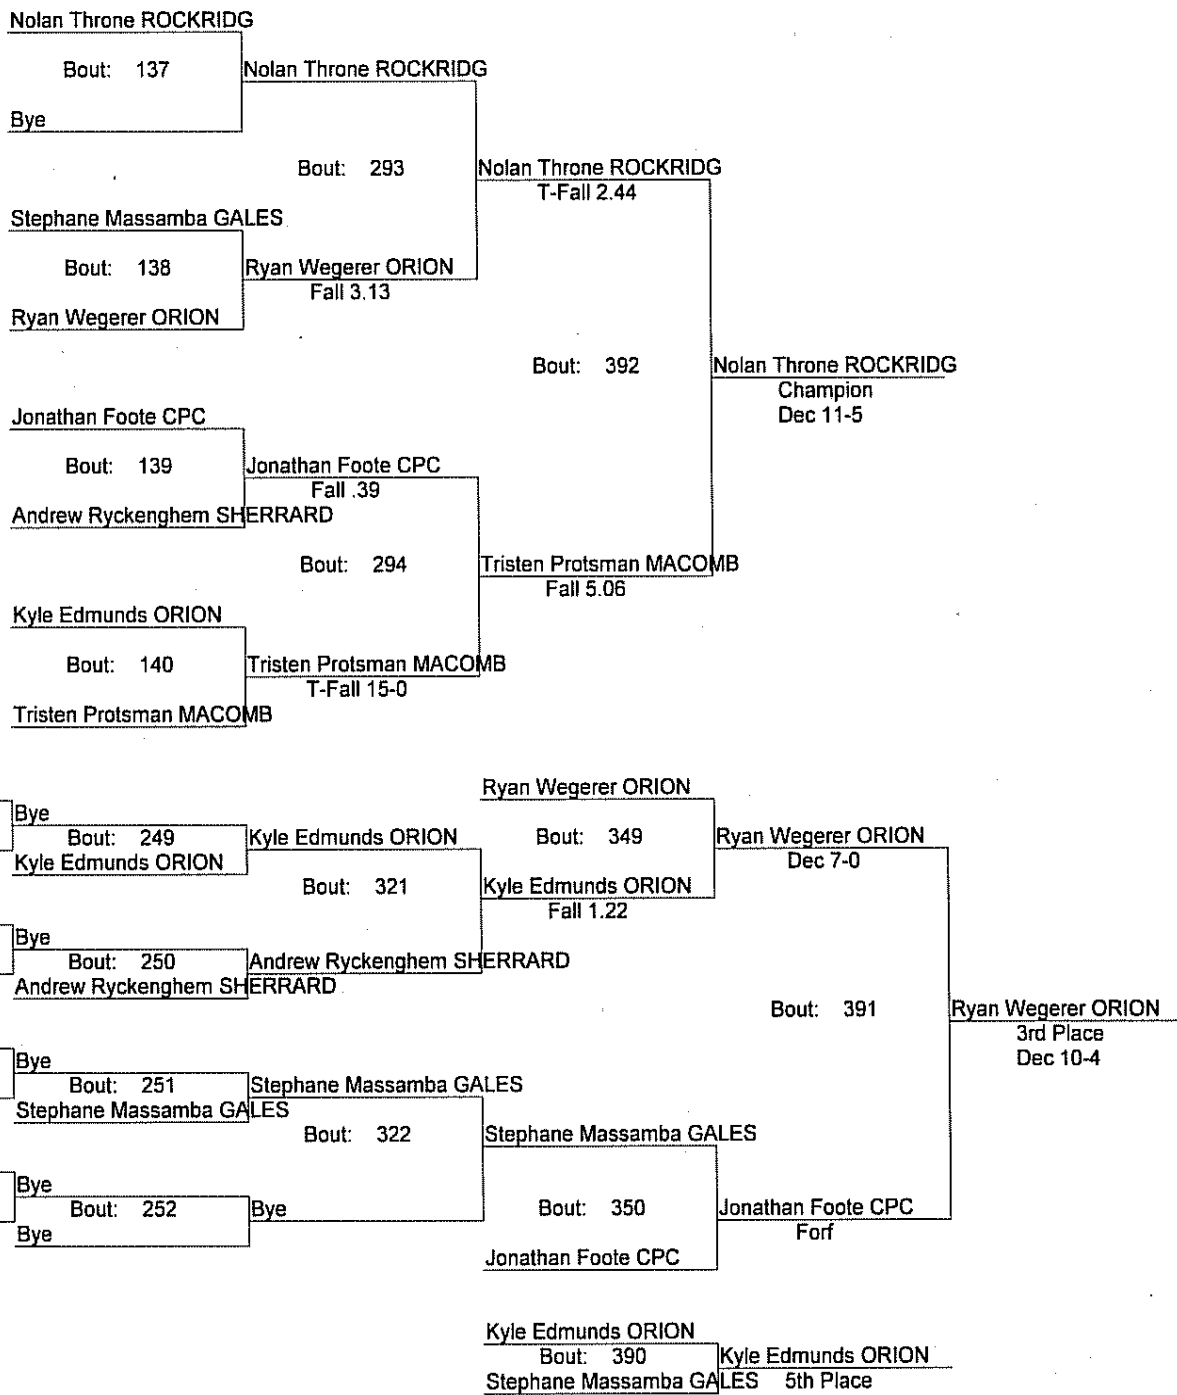 Nolan Throne ROCKRIDG
Bout: 137
Nolan Throne ROCKRIDG
Bye
Bout: 293
Nolan Throne ROCKRIDG
T-Fall 2.44
Stephane Massamba GALES
Bout: 138
Ryan Wegerer ORION
Fall 3.13
Ryan Wegerer ORION
Bout: 392
Nolan Throne ROCKRIDG
Champion
Dec 11-5
Jonathan Foote CPC
Bout: 139
Jonathan Foote CPC
Fall .39
Andrew Ryckenghem SHERRARD
Bout: 294
Tristen Protsman MACOMB
Fall 5.06
Kyle Edmunds ORION
Bout: 140
Tristen Protsman MACOMB
T-Fall 15-0
Tristen Protsman MACOMB
Ryan Wegerer ORION
Bye
Bout: 249
Kyle Edmunds ORION
Bout: 349
Ryan Wegerer ORION
Dec 7-0
Kyle Edmunds ORION
Bout: 321
Kyle Edmunds ORION
Fall 1.22
Bye
Bout: 250
Andrew Ryckenghem SHERRARD
Andrew Ryckenghem SHERRARD
Bout: 391
Ryan Wegerer ORION
3rd Place
Dec 10-4
Bye
Bout: 251
Stephane Massamba GALES
Stephane Massamba GALES
Bout: 322
Stephane Massamba GALES
Bye
Bout: 252
Bye
Bout: 350
Jonathan Foote CPC
Forf
Bye
Jonathan Foote CPC
Kyle Edmunds ORION
Bout: 390
Kyle Edmunds ORION
Stephane Massamba GALES
5th Place